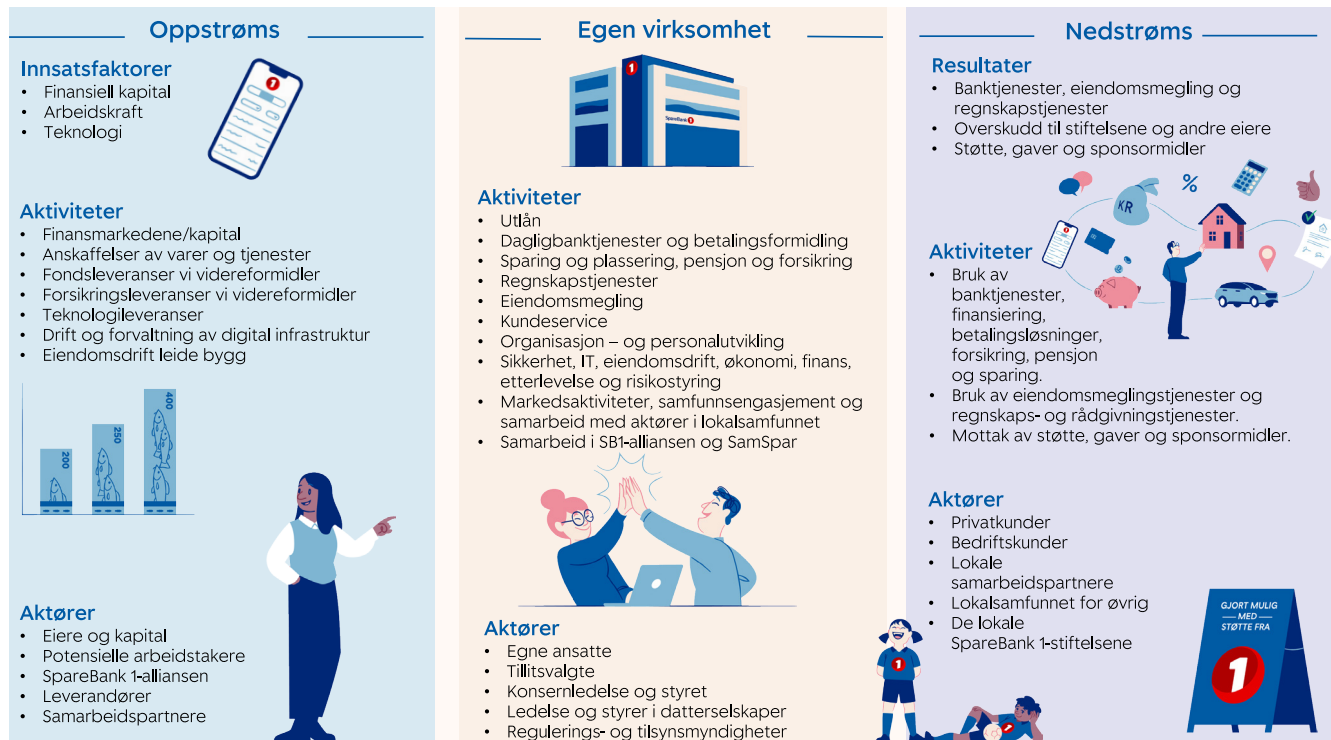 Oppstrøms
Innsatsfaktorer
• Finansiell kapital
• Arbeidskraft
• Teknologi
1
Aktiviteter
• Finansmarkedene/kapital
• Anskaffelser av varer og tjenester
• Fondsleveranser vi videreformidler
• Forsikringsleveranser vi videreformidler
• Teknologileveranser
• Drift og forvaltning av digital infrastruktur
• Eiendomsdrift leide bygg
200
250
400
Aktører
• Eiere og kapital
• Potensielle arbeidstakere
• SpareBank 1-alliansen
• Leverandører
• Samarbeidspartnere
Egen virksomhet
1
SpareBank 1
Aktiviteter
• Utlån
• Dagligbanktjenester og betalingsformidling
• Sparing og plassering, pensjon og forsikring
• Regnskapstjenester
• Eiendomsmegling
• Kundeservice
• Organisasjon – og personalutvikling
• Sikkerhet, IT, eiendomsdrift, økonomi, finans,
etterlevelse og risikostyring
• Markedsaktiviteter, samfunnsengasjement og
samarbeid med aktører i lokalsamfunnet
• Samarbeid i SB1-alliansen og SamSpar
Aktører
• Egne ansatte
• Tillitsvalgte
• Konsernledelse og styret
• Ledelse og styrer i datterselskaper
• Regulerings- og tilsynsmyndigheter
1
1
Nedstrøms
Resultater
• Banktjenester, eiendomsmegling og
regnskapstjenester
• Overskudd til stiftelsene og andre eiere
• Støtte, gaver og sponsormidler
KR
%
Aktiviteter
• Bruk av
banktjenester,
finansiering,
betalingsløsninger,
forsikring, pensjon
og sparing.
• Bruk av eiendomsmeglingstjenester og
regnskaps- og rådgivningstjenester.
• Mottak av støtte, gaver og sponsormidler.
Aktører
• Privatkunder
• Bedriftskunder
• Lokale
samarbeidspartnere
• Lokalsamfunnet for øvrig
• De lokale
SpareBank 1-stiftelsene
GJORT MULIG
— MED —
STØTTE FRA
1